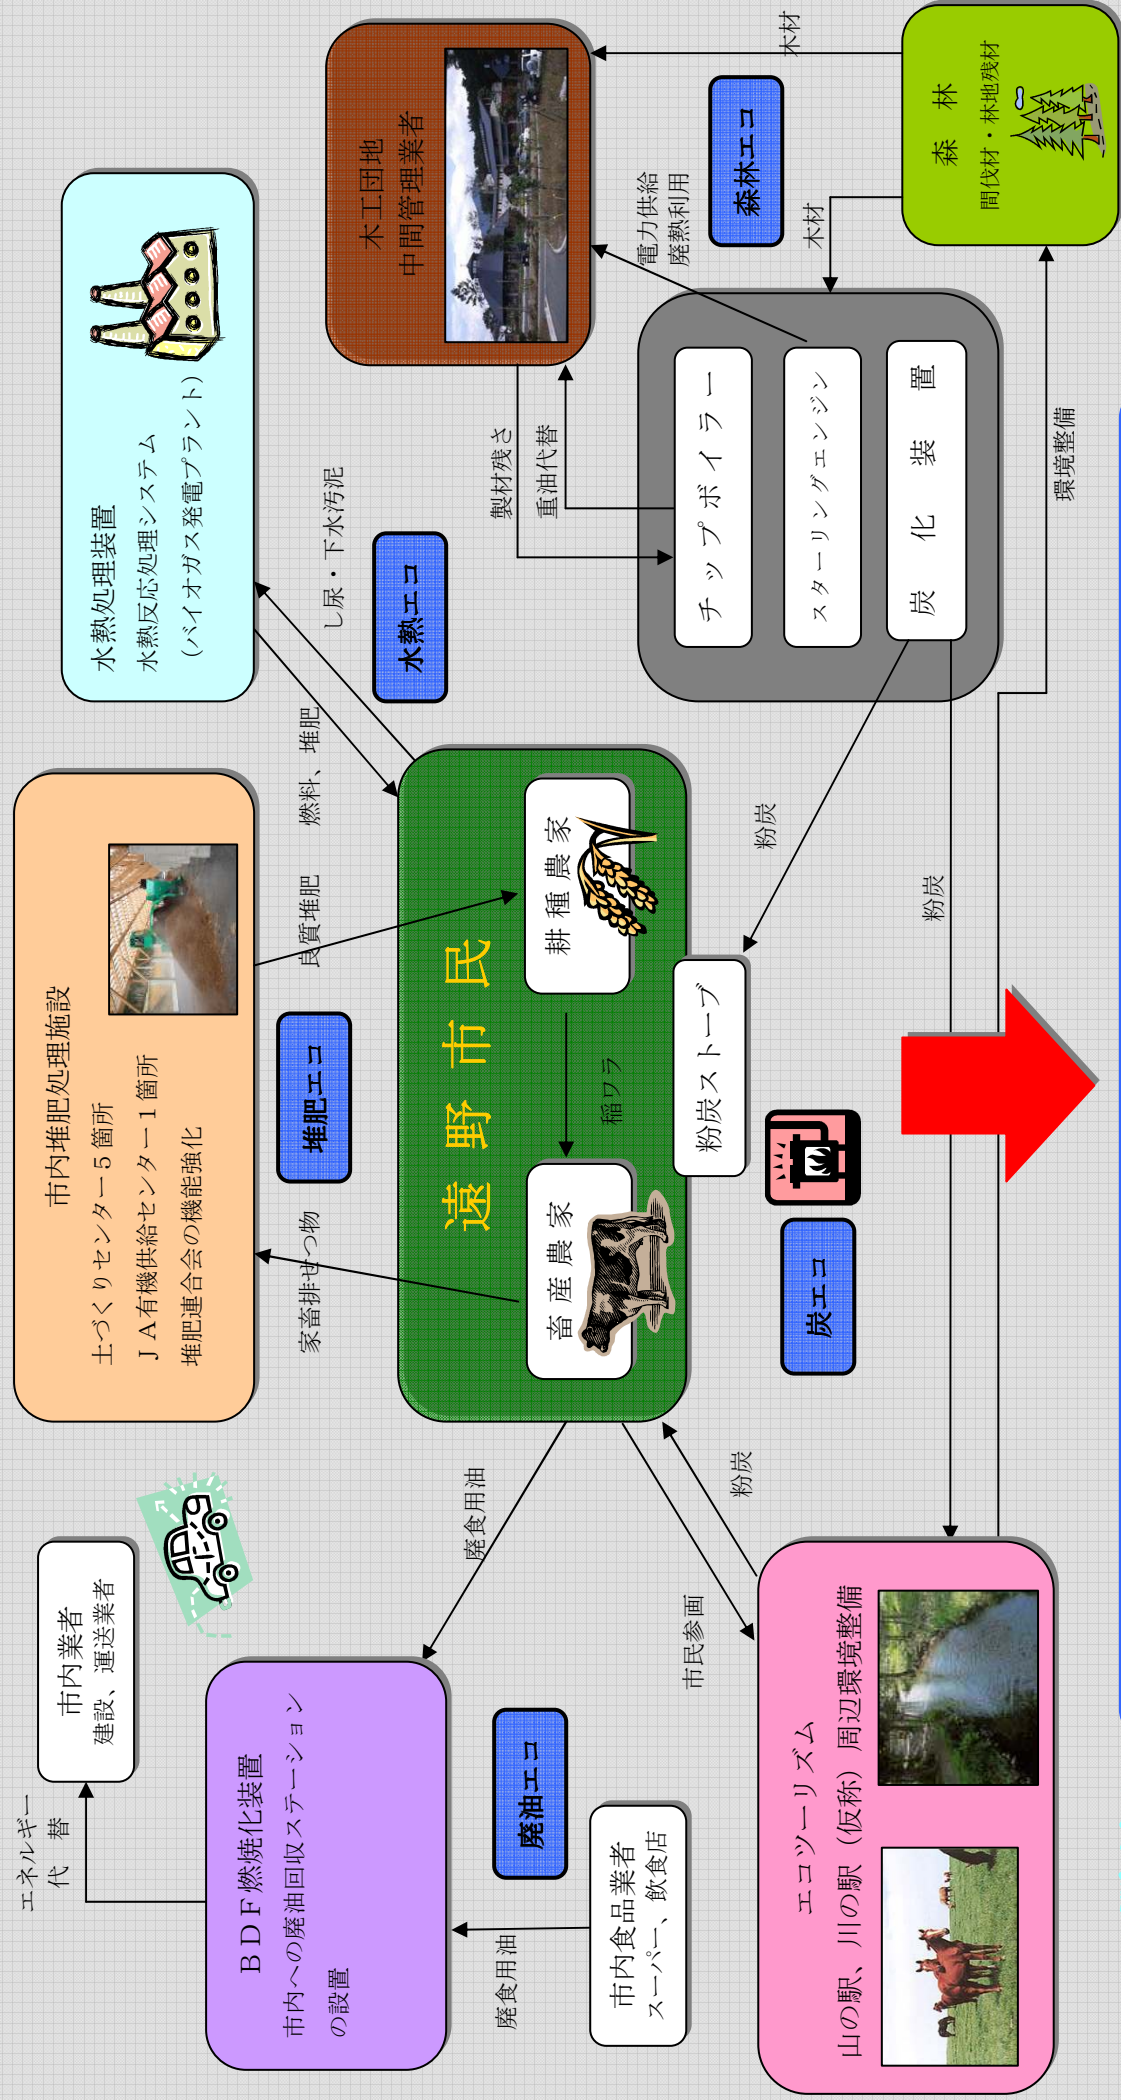 エネルギー
代　替
市内業者
建設、運送業者
ＢＤＦ燃焼化装置
市内への廃油回収ステーション
の設置
廃食用油
廃油エコ
市内食品業者
スーパー、飲食店
廃食用油
市内堆肥処理施設
土づくりセンター５箇所
ＪＡ有機供給センター１箇所
堆肥連合会の機能強化
家畜排せつ物
堆肥エコ
良質堆肥
水熱処理装置
水熱反応処理システム
(バイオガス発電プラント)
燃料、堆肥
し尿・下水汚泥
水熱エコ
遠野市民
畜産農家
稲ワラ
耕種農家
粉炭ストーブ
炭エコ
市民参画
粉炭
エコツーリズム
山の駅、川の駅（仮称）周辺環境整備
木工団地
中間管理業者
製材残さ
重油代替
電力供給
廃熱利用
森林エコ
木材
木材
チップボイラー
スターリングエンジン
炭化装置
粉炭
粉炭
森　林
間伐材・林地残材
環境整備